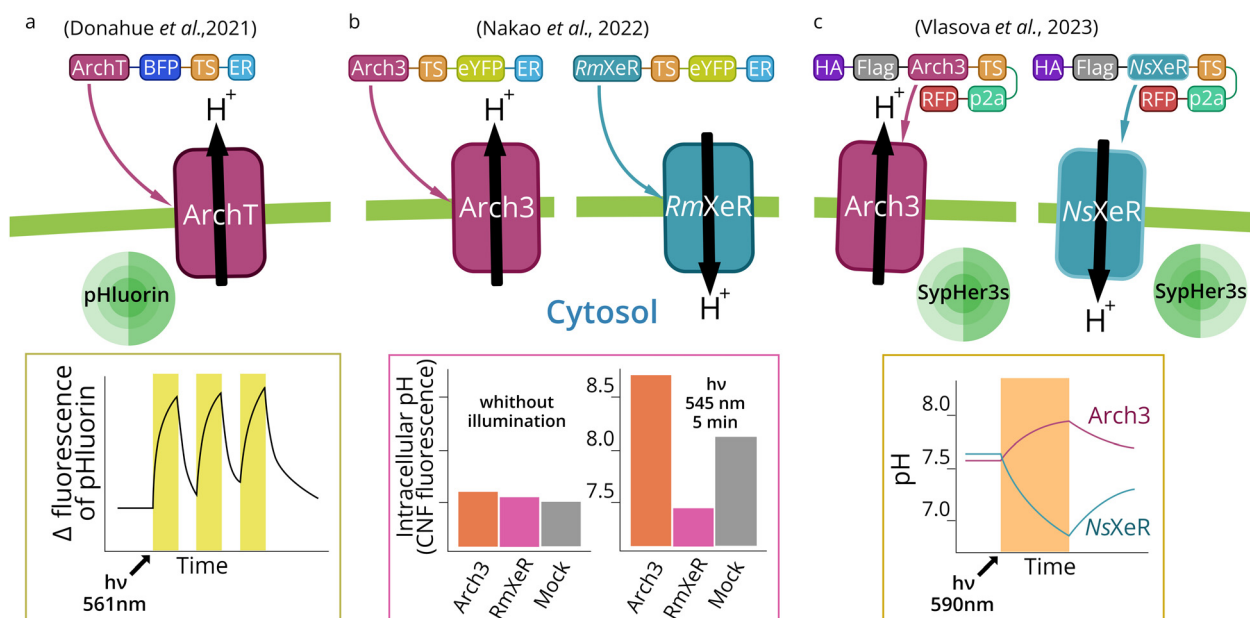 a
(Donahue et al.,2021)
ArchT BFP TS ER
H+
ArchT
pHluorin
Δ fluorescence
of pHluorin
Time
hν
561nm
b
(Nakao et al., 2022)
Arch3 TS eYFP ER
RmXeR TS eYFP ER
H+
Arch3
RmXeR
H+
Cytosol
Intracellular pH
(CNF fluorescence)
whithout
illumination
Arch3
RmXeR
Mock
8.5
8.0
7.5
hν
545 nm
5 min
Arch3
RmXeR
Mock
c
(Vlasova et al., 2023)
HA Flag Arch3 TS
RFP p2a
HA Flag NsXeR TS
RFP p2a
H+
Arch3
SypHer3s
NsXeR
H+
SypHer3s
pH
8.0
7.5
7.0
Arch3
NsXeR
Time
hν
590nm